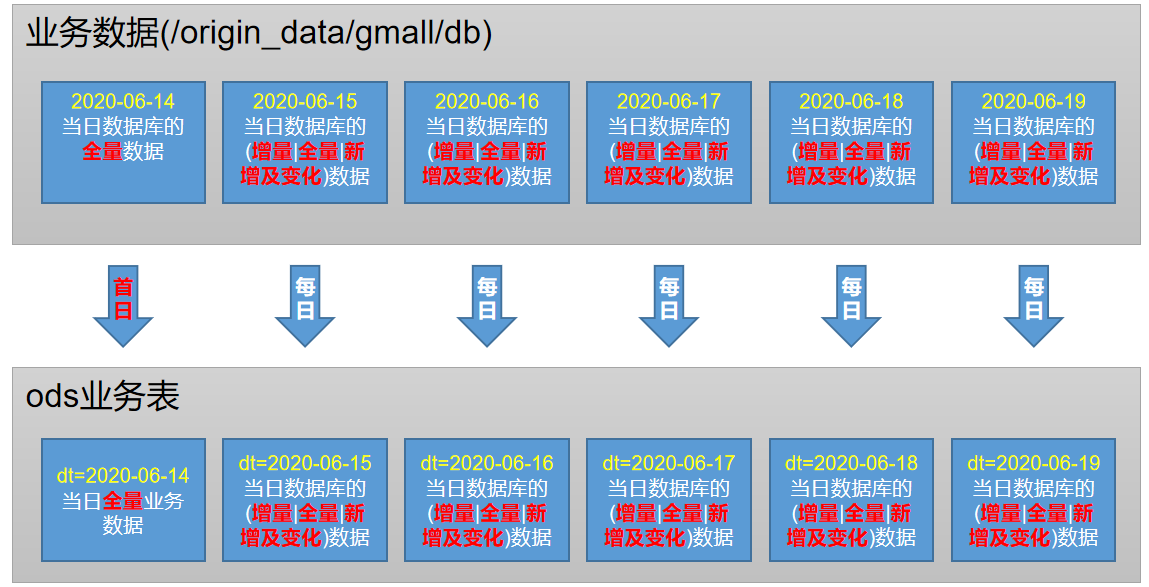 业务数据(/origin_data/gmall/db)
2020-06-14
当日数据库的
全量数据
2020-06-15
当日数据库的
(增量|全量|新
增及变化)数据
2020-06-16
当日数据库的
(增量|全量|新
增及变化)数据
2020-06-17
当日数据库的
(增量|全量|新
增及变化)数据
2020-06-18
当日数据库的
(增量|全量|新
增及变化)数据
2020-06-19
当日数据库的
(增量|全量|新
增及变化)数据
首
日
每
日
每
日
每
日
每
日
每
日
ods业务表
dt=2020-06-14
当日全量业务
数据
dt=2020-06-15
当日数据库的
(增量|全量|新
增及变化)数据
dt=2020-06-16
当日数据库的
(增量|全量|新
增及变化)数据
dt=2020-06-17
当日数据库的
(增量|全量|新
增及变化)数据
dt=2020-06-18
当日数据库的
(增量|全量|新
增及变化)数据
dt=2020-06-19
当日数据库的
(增量|全量|新
增及变化)数据